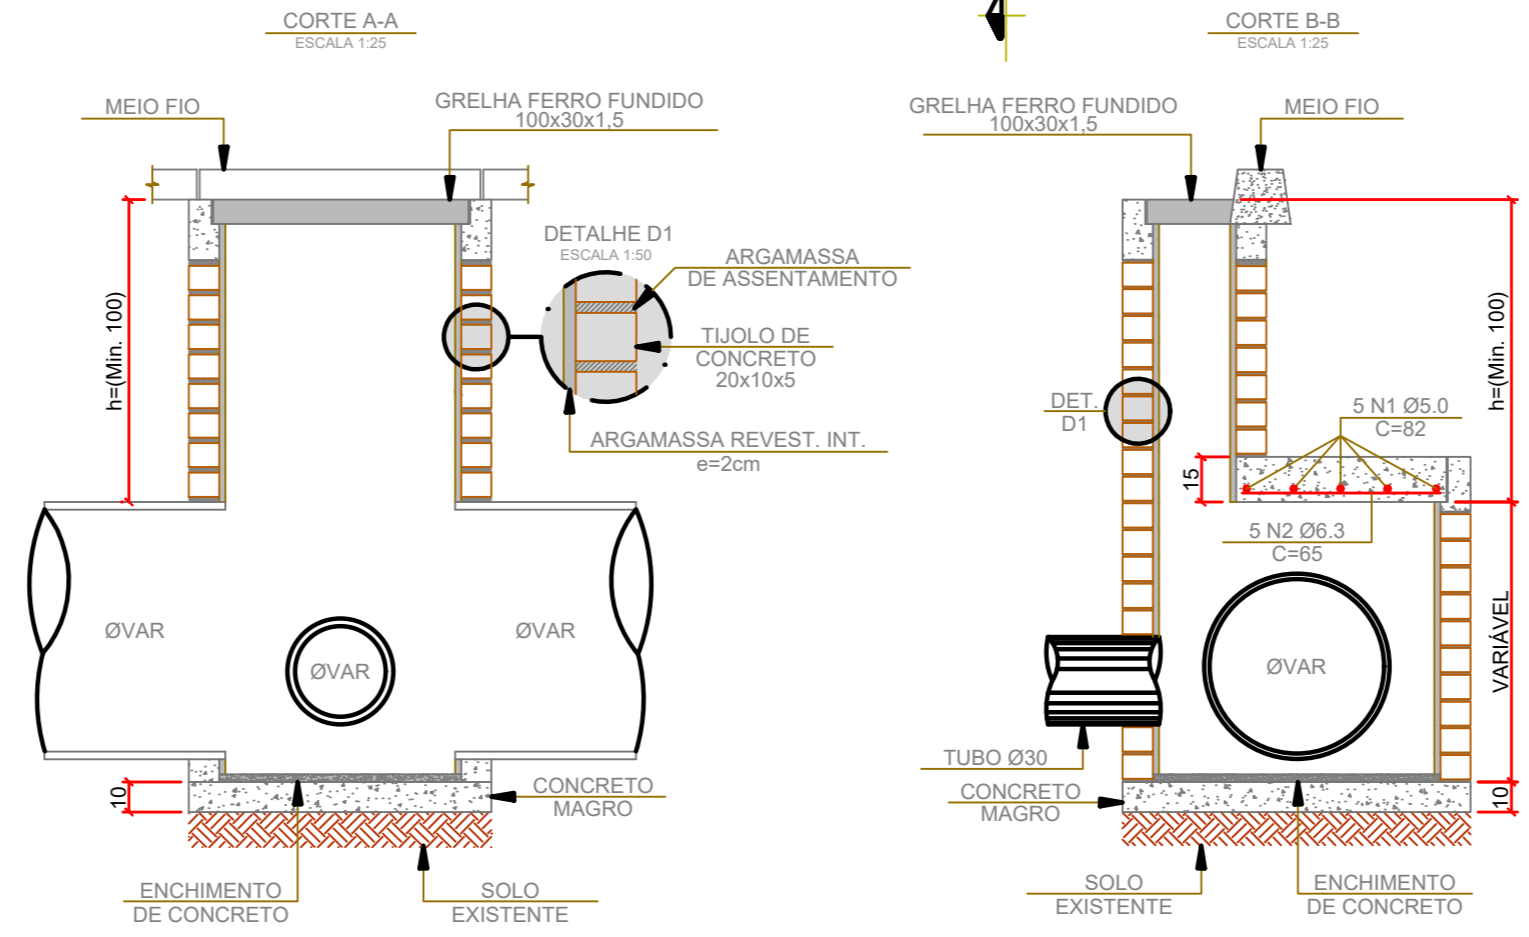 CORTE A-A
ESCALA 1:25
MEIO FIO
GRELHA FERRO FUNDIDO
100x30x1,5
h=(Min. 100)
DETALHE D1
ESCALA 1:50
ARGAMASSA
DE ASSENTAMENTO
TIJOLO DE
CONCRETO
20x10x5
ARGAMASSA REVEST. INT.
e=2cm
ØVAR
ØVAR
ØVAR
10
CONCRETO
MAGRO
ENCHIMENTO
DE CONCRETO
SOLO
EXISTENTE
CORTE B-B
ESCALA 1:25
GRELHA FERRO FUNDIDO
100x30x1,5
MEIO FIO
h=(Min. 100)
DET.
D1
5 N1 Ø5.0
C=82
15
5 N2 Ø6.3
C=65
ØVAR
VARIÁVEL
TUBO Ø30
CONCRETO
MAGRO
10
SOLO
EXISTENTE
ENCHIMENTO
DE CONCRETO